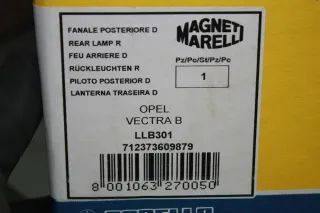 FANALE POSTERIORE D
REAR LAMP R
FEU ARRIERE D
RÜCKLEUCHTEN R
PILOTO POSTERIOR D
LANTERNA TRASEIRA D
MAGNETI
MARELLI
Pz/Pc/St/Pz/Pc
1
OPEL
VECTRA B
LLB301
712373609879
8 001063 270050